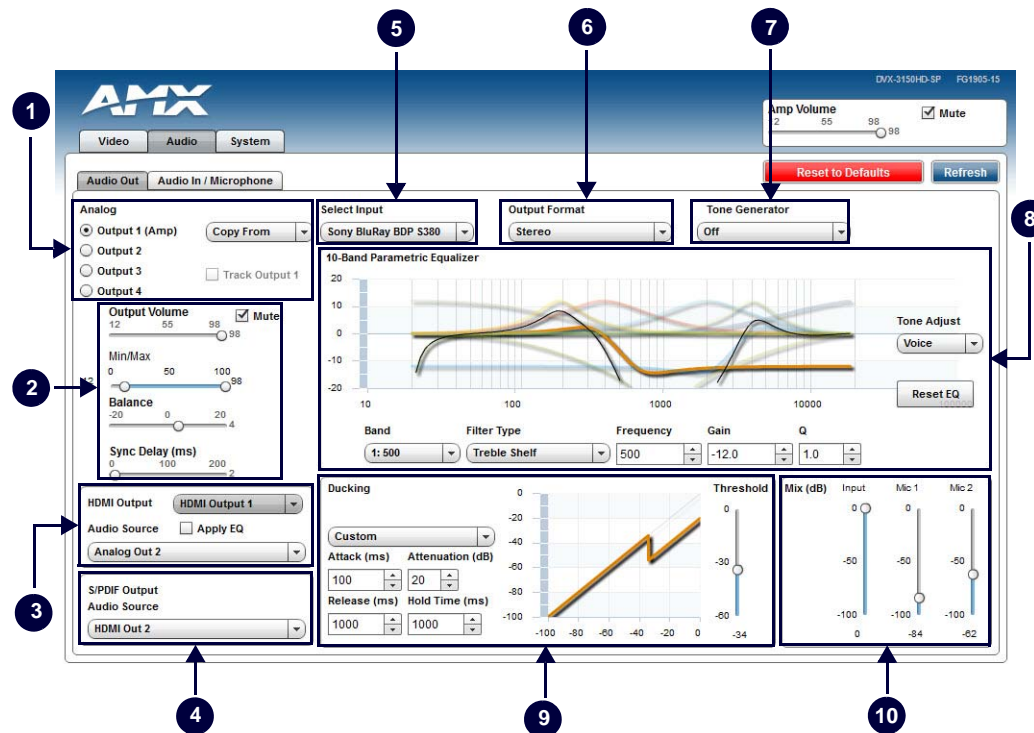 5
6
7
DVX-3150HD-SP FG1905-15
AMX
1
Amp Volume
12 55 98
98
Mute
Video Audio System
Reset to Defaults Refresh
Audio Out Audio In / Microphone
8
Analog
Output 1 (Amp) Copy From
Output 2
Output 3 Track Output 1
Output 4
Select Input
Sony BluRay BDP S380
Output Format
Stereo
Tone Generator
Off
2
Output Volume Mute
12 55 98
98
Min/Max
0 50 100
12 98
Balance
-20 0 20
4
Sync Delay (ms)
0 100 200
2
10-Band Parametric Equalizer
20
10
0
-10
-20
10 100 1000 10000 100000
Tone Adjust
Voice
Reset EQ
Band Filter Type Frequency Gain Q
1: 500 Treble Shelf 500 -12.0 1.0
3
HDMI Output HDMI Output 1
Audio Source Apply EQ
Analog Out 2
S/PDIF Output
Audio Source
HDMI Out 2
4
Ducking
Custom
Attack (ms) Attenuation (dB)
100 20
Release (ms) Hold Time (ms)
1000 1000
0
-20
-40
-60
-80
-100
-100 -80 -60 -40 -20 0
Threshold
0
-30
-60
-34
9
Mix (dB) Input Mic 1 Mic 2
0 0 0
-50 -50 -50
-100 -100 -100
0 -84 -62
10